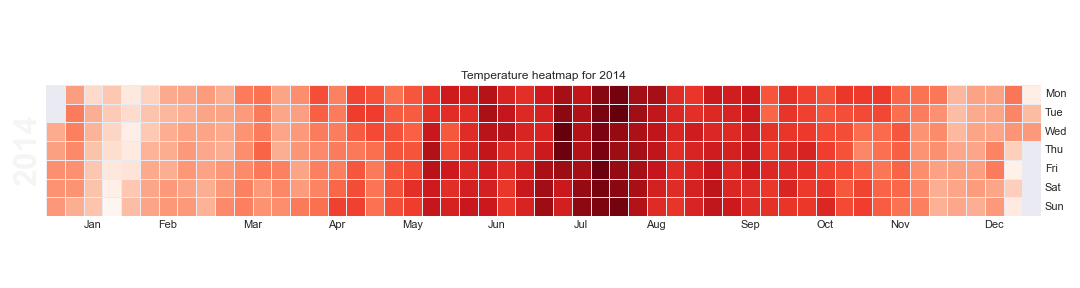 Temperature heatmap for 2014
2014
Mon
Tue
Wed
Thu
Fri
Sat
Sun
Jan Feb Mar Apr May Jun Jul Aug Sep Oct Nov Dec